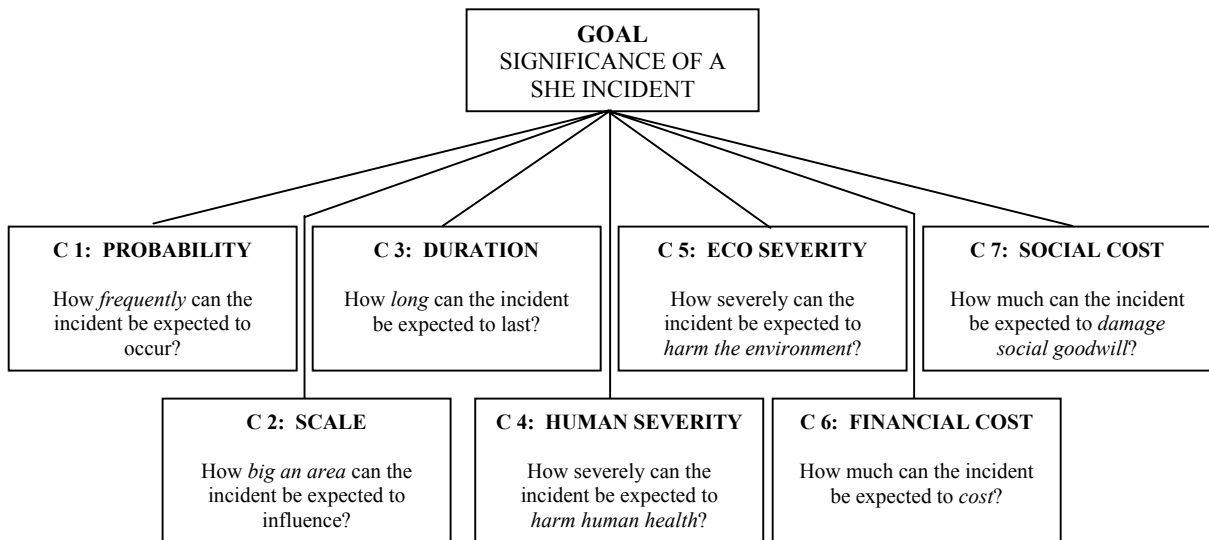 GOAL
SIGNIFICANCE OF A
SHE INCIDENT
C 1: PROBABILITY
How frequently can the
incident be expected to
occur?
C 3: DURATION
How long can the incident
be expected to last?
C 5: ECO SEVERITY
How severely can the
incident be expected to
harm the environment?
C 7: SOCIAL COST
How much can the incident
be expected to damage
social goodwill?
C 2: SCALE
How big an area can the
incident be expected to
influence?
C 4: HUMAN SEVERITY
How severely can the
incident be expected to
harm human health?
C 6: FINANCIAL COST
How much can the incident
be expected to cost?